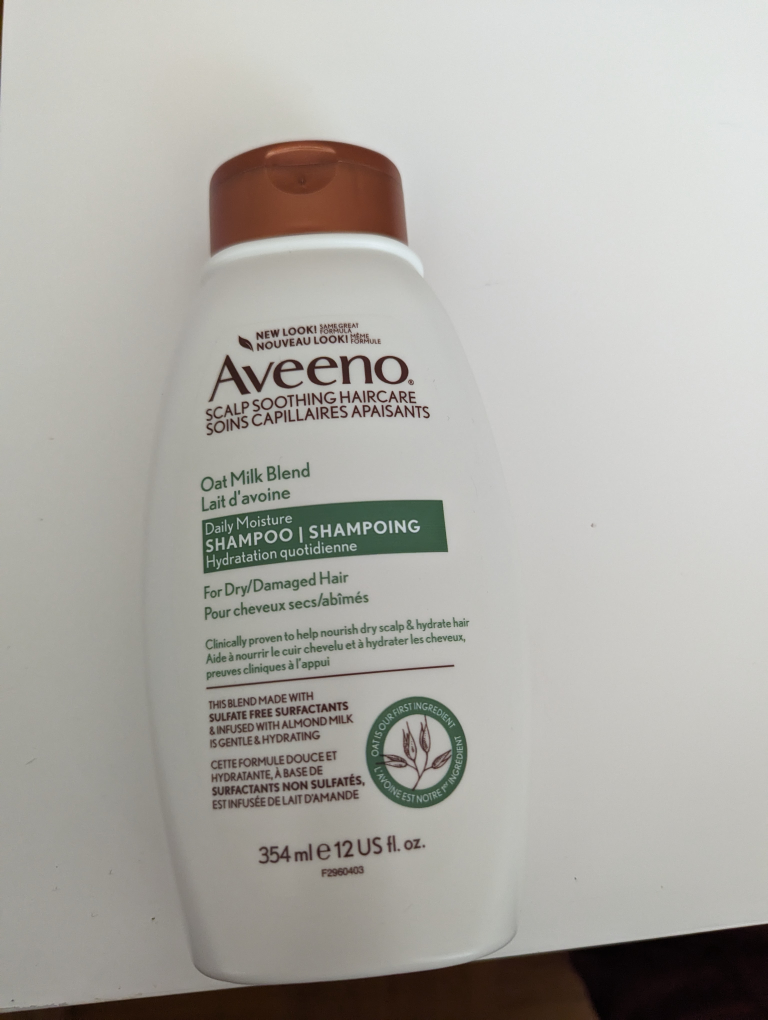 NEW LOOK! SAME GREAT FORMULA
NOUVEAU LOOK! MÊME FORMULE
Aveeno®
SCALP SOOTHING HAIRCARE
SOINS CAPILLAIRES APAISANTS
Oat Milk Blend
Lait d'avoine
Daily Moisture
SHAMPOO | SHAMPOING
Hydratation quotidienne
For Dry/Damaged Hair
Pour cheveux secs/abîmés
Clinically proven to help nourish dry scalp & hydrate hair
Aide à nourrir le cuir chevelu et à hydrater les cheveux,
preuves cliniques à l'appui
THIS BLEND MADE WITH
SULFATE FREE SURFACTANTS
& INFUSED WITH ALMOND MILK
IS GENTLE & HYDRATING
CETTE FORMULE DOUCE ET
HYDRATANTE, À BASE DE
SURFACTANTS NON SULFATÉS,
EST INFUSÉE DE LAIT D'AMANDE
OAT IS OUR FIRST INGREDIENT
L'AVOINE EST NOTRE 1ER INGRÉDIENT
354 ml e 12 US fl. oz.
F2960403